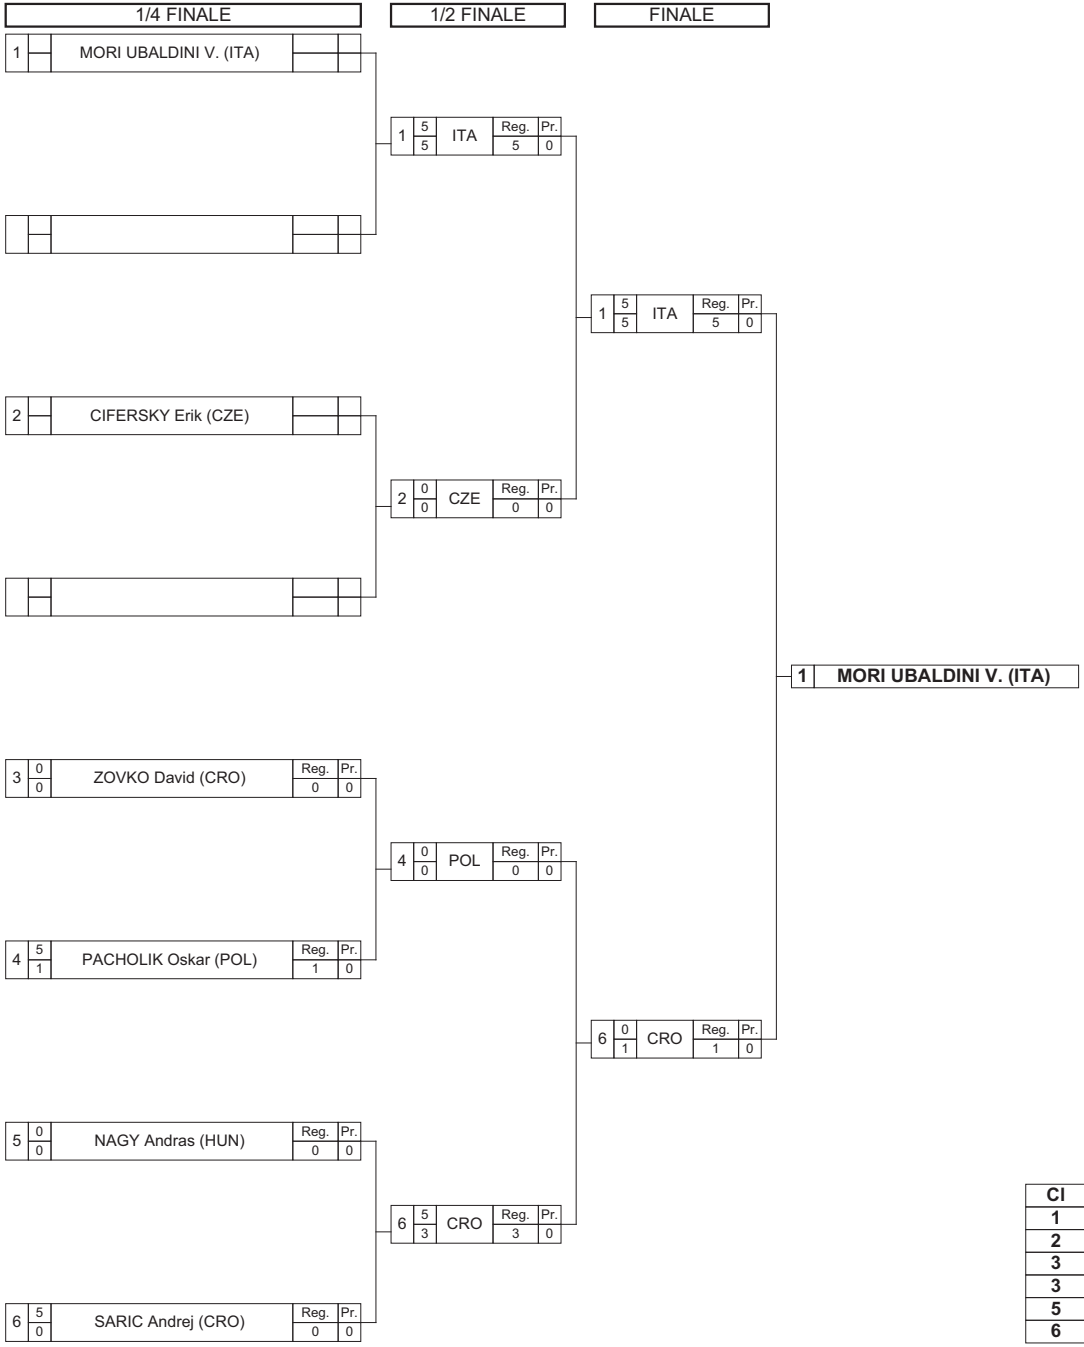 1/4 FINALE 1/2 FINALE FINALE
1 MORI UBALDINI V. (ITA)
1 5 5 ITA Reg. Pr. 5 0
1 5 5 ITA Reg. Pr. 5 0
2 CIFERSKY Erik (CZE)
2 0 0 CZE Reg. Pr. 0 0
1 MORI UBALDINI V. (ITA)
3 0 0 ZOVKO David (CRO) Reg. Pr. 0 0
4 0 0 POL Reg. Pr. 0 0
4 5 1 PACHOLIK Oskar (POL) Reg. Pr. 1 0
6 0 1 CRO Reg. Pr. 1 0
5 0 0 NAGY Andras (HUN) Reg. Pr. 0 0
6 5 3 CRO Reg. Pr. 3 0
6 5 0 SARIC Andrej (CRO) Reg. Pr. 0 0
Cl
1
2
3
3
5
6